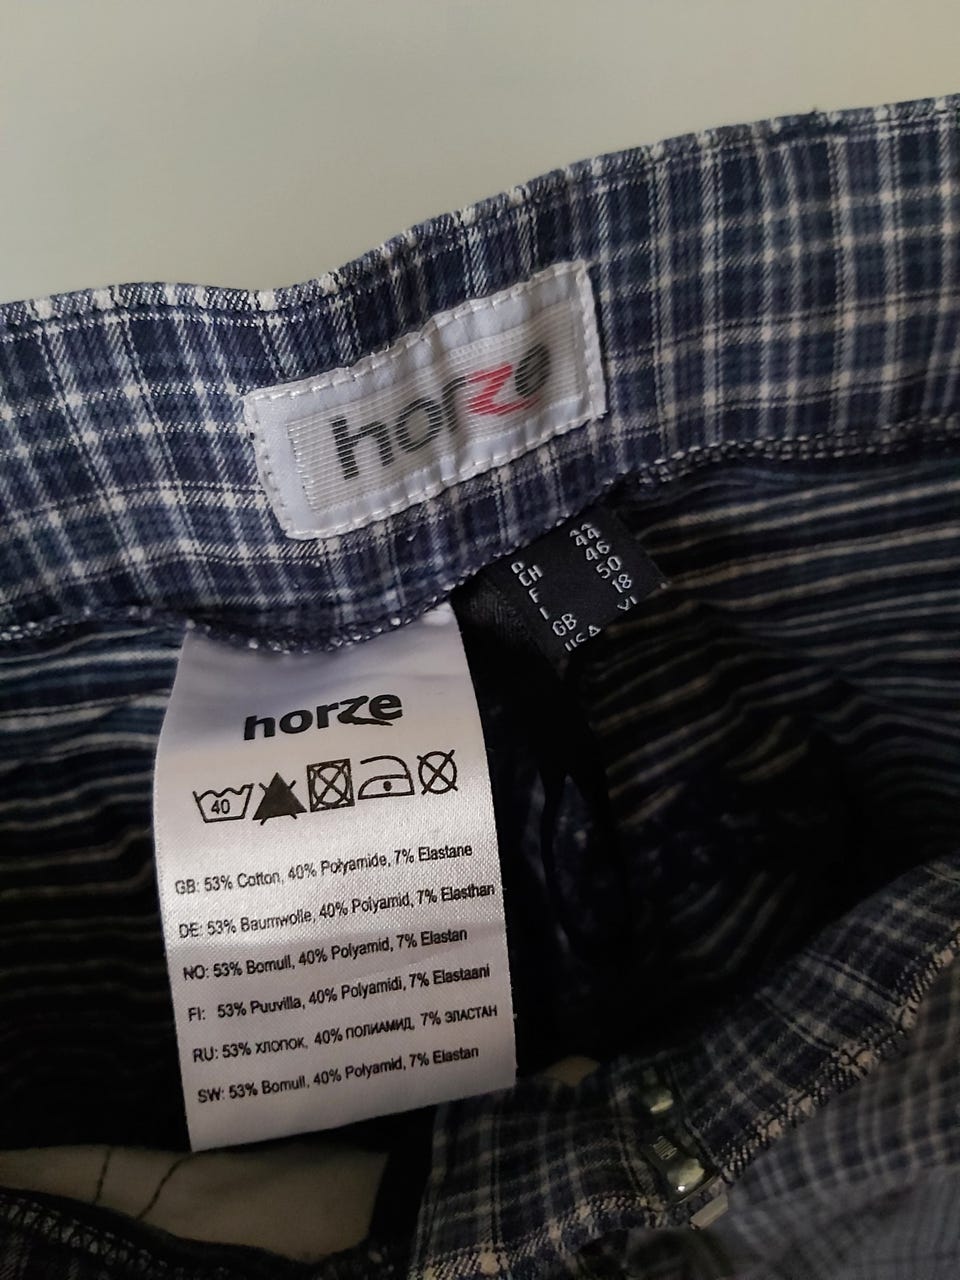 horze
44
CH 46
F 50
I 18
GB
USA
horze
40
GB: 53% Cotton, 40% Polyamide, 7% Elastane
DE: 53% Baumwolle, 40% Polyamid, 7% Elasthan
NO: 53% Bomull, 40% Polyamid, 7% Elastan
FI: 53% Puuvilla, 40% Polyamidi, 7% Elastaani
RU: 53% ХЛОПОК, 40% ПОЛИАМИД, 7% ЭЛАСТАН
SW: 53% Bomull, 40% Polyamid, 7% Elastan